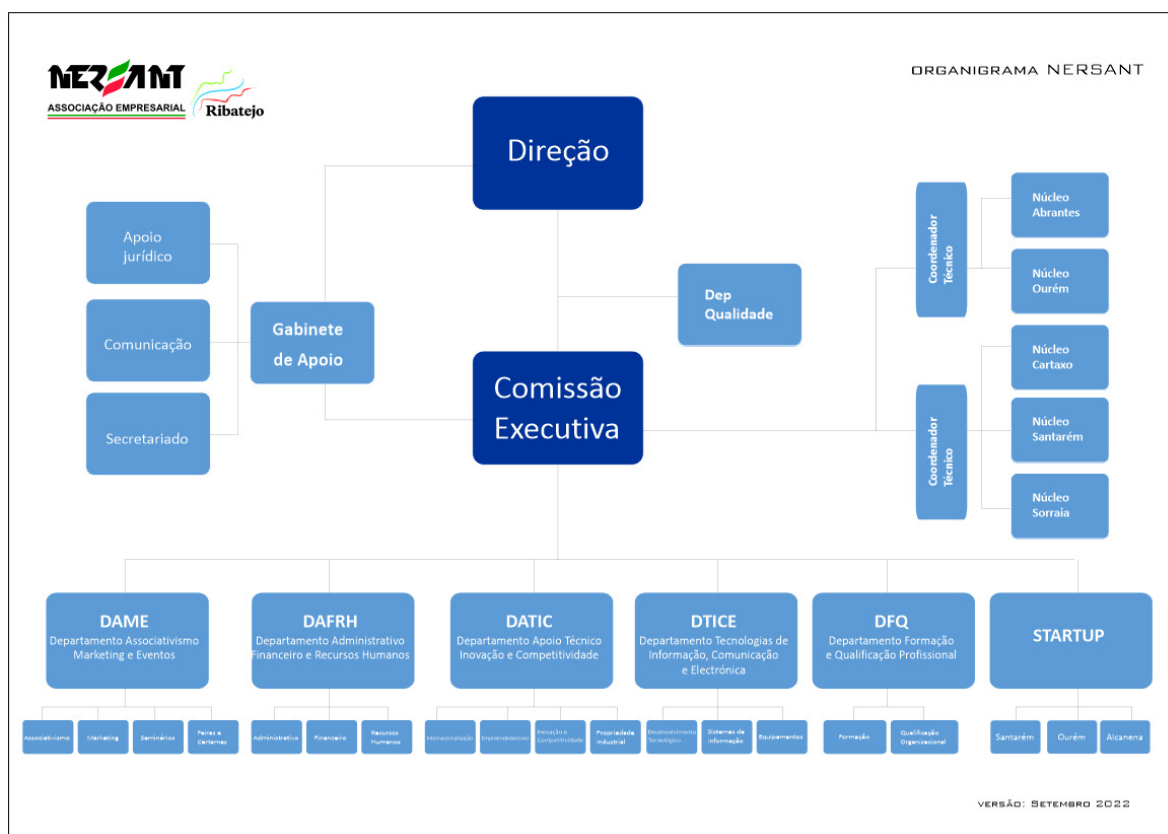 NERSANT
ASSOCIAÇÃO EMPRESARIAL
Ribatejo
ORGANIGRAMA NERSANT
Direção
Apoio
jurídico
Comunicação
Secretariado
Gabinete
de Apoio
Dep
Qualidade
Comissão
Executiva
Coordenador
Técnico
Núcleo
Abrantes
Núcleo
Ourém
Coordenador
Técnico
Núcleo
Cartaxo
Núcleo
Santarém
Núcleo
Sorraia
DAME
Departamento Associativismo
Marketing e Eventos
Associativismo
Marketing
Seminários
Feiras e
Certames
DAFRH
Departamento Administrativo
Financeiro e Recursos Humanos
Administrativo
Financeiro
Recursos
Humanos
DATIC
Departamento Apoio Técnico
Inovação e Competitividade
Internacionalização
Empreendedorismo
Inovação e
Competitividade
Propriedade
Industrial
DTICE
Departamento Tecnologias de
Informação, Comunicação
e Electrónica
Desenvolvimento
Tecnológico
Sistemas de
Informação
Equipamentos
DFQ
Departamento Formação
e Qualificação Profissional
Formação
Qualificação
Organizacional
STARTUP
Santarém
Ourém
Alcanena
VERSÃO: SETEMBRO 2022